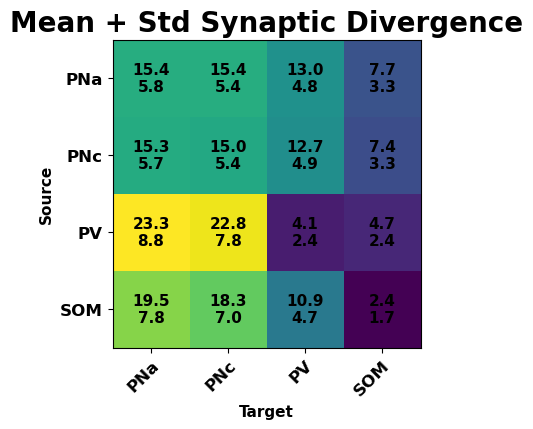 Mean + Std Synaptic Divergence
PNa 15.4 15.4 13.0 7.7
5.8 5.4 4.8 3.3
PNc 15.3 15.0 12.7 7.4
5.7 5.4 4.9 3.3
PV 23.3 22.8 4.1 4.7
8.8 7.8 2.4 2.4
SOM 19.5 18.3 10.9 2.4
7.8 7.0 4.7 1.7
Source
PNa PNc PV SOM
Target